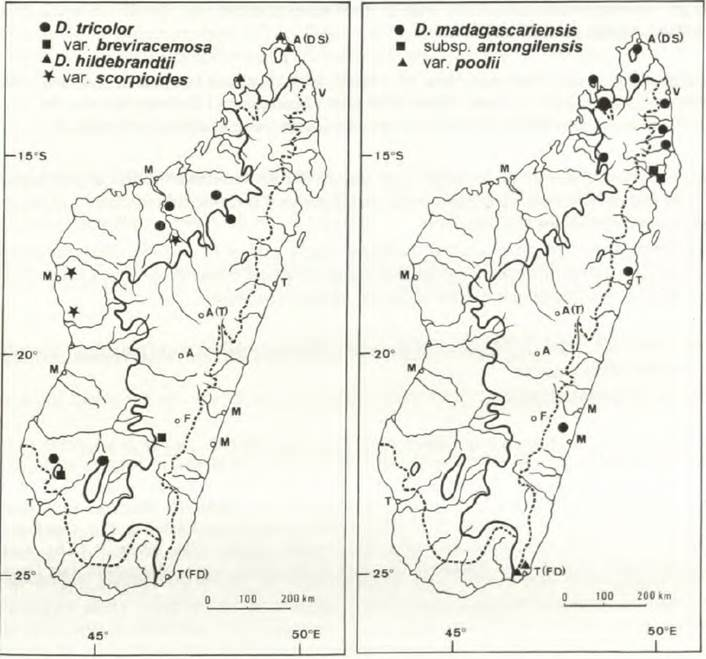 D. tricolor
var. breviracemosa
D. hildebrandtii
var. scorpioides
A (DS)
V
15°S
M
M
T
A (T)
20°
A
M
F
M
M
T
25°
T (FD)
0 100 200 km
45°
50°E
D. madagascariensis
subsp. antongilensis
var. poolii
A (DS)
V
15°S
M
M
T
A (T)
20°
A
M
F
M
M
T
25°
T (FD)
0 100 200 km
45°
50°E